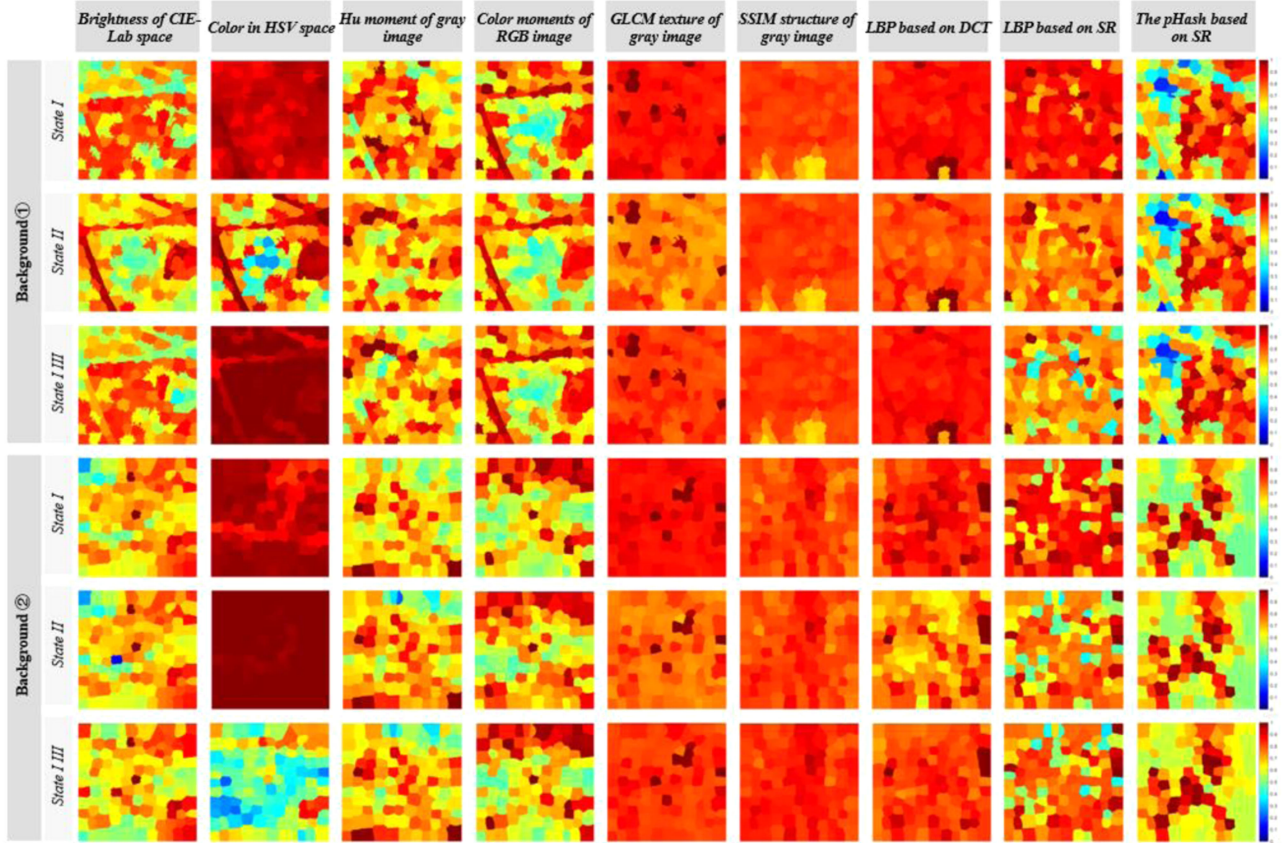 Brightness of CIE-
Lab space
Color in HSV space
Hu moment of gray
image
Color moments of
RGB image
GLCM texture of
gray image
SSIM structure of
gray image
LBP based on DCT
LBP based on SR
The pHash based
on SR
Background①
State I
State II
State I III
Background ②
State I
State II
State I III